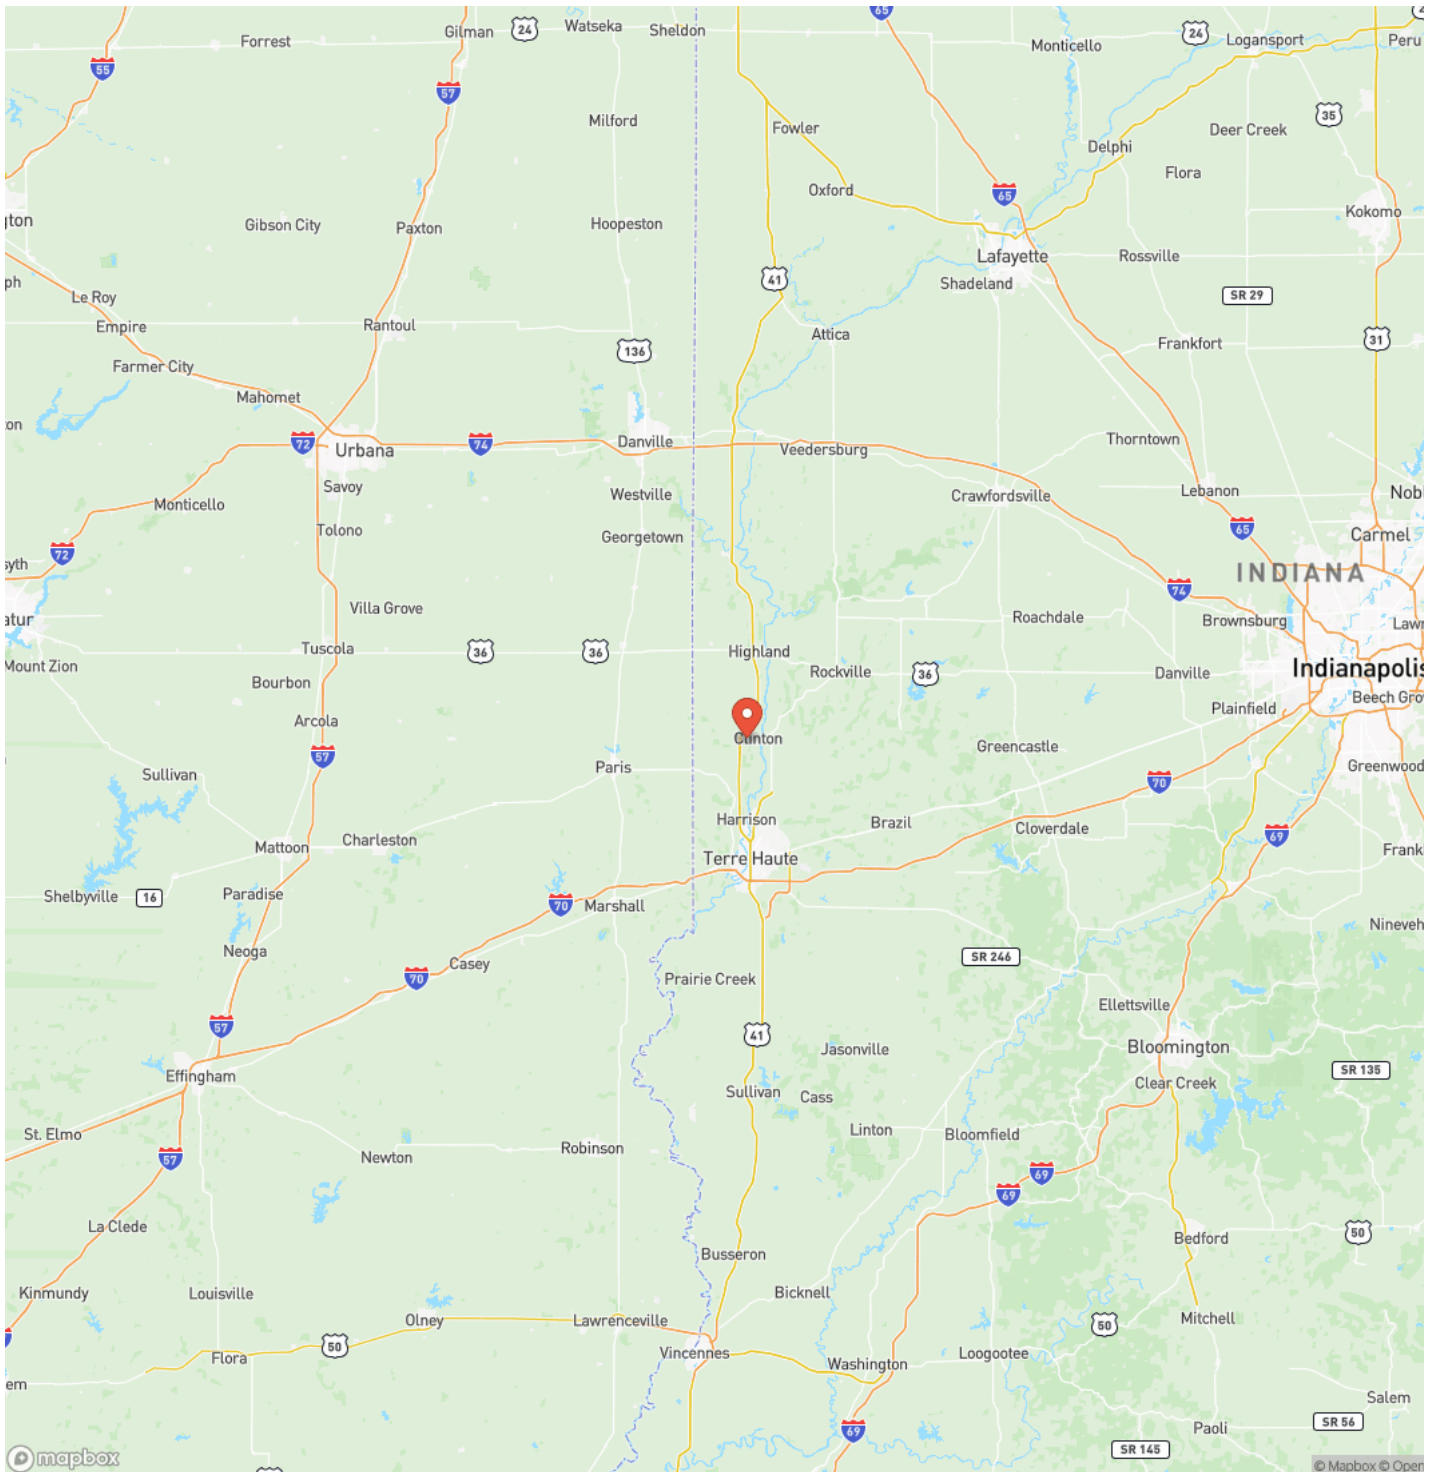 65
24
Watseka
Sheldon
Gilman
Forrest
55
57
24
Logansport
Peru
Monticello
Milford
Fowler
35
Deer Creek
Delphi
Flora
Oxford
65
Kokomo
Gibson City
Paxton
Hoopeston
Lafayette
Rossville
Shadeland
41
SR 29
Le Roy
Empire
Rantoul
Attica
31
Frankfort
136
Farmer City
Mahomet
72
Urbana
74
Danville
Veedersburg
Thorntown
Savoy
Westville
Crawfordsville
Lebanon
Monticello
Tolono
Georgetown
65
Carmel
72
INDIANA
74
Villa Grove
Roachdale
Brownsburg
Tuscola
36
36
Highland
Mount Zion
Rockville
36
Danville
Indianapolis
Bourbon
Plainfield
Arcola
Clinton
Greencastle
57
Paris
Greenwood
Sullivan
70
Harrison
Brazil
Cloverdale
69
Mattoon
Charleston
Terre Haute
Shelbyville
16
Paradise
70
Marshall
Neoga
Casey
70
SR 246
Prairie Creek
Ellettsville
57
41
Jasonville
Bloomington
Effingham
SR 135
Clear Creek
Sullivan
Cass
St. Elmo
57
Newton
Robinson
Linton
Bloomfield
69
69
La Clede
50
Bedford
Busseron
Kinmundy
Louisville
Bicknell
Olney
Lawrenceville
50
Mitchell
50
Flora
Vincennes
Washington
Loogootee
Salem
69
Paoli
SR 56
SR 145
mapbox
© Mapbox © Open